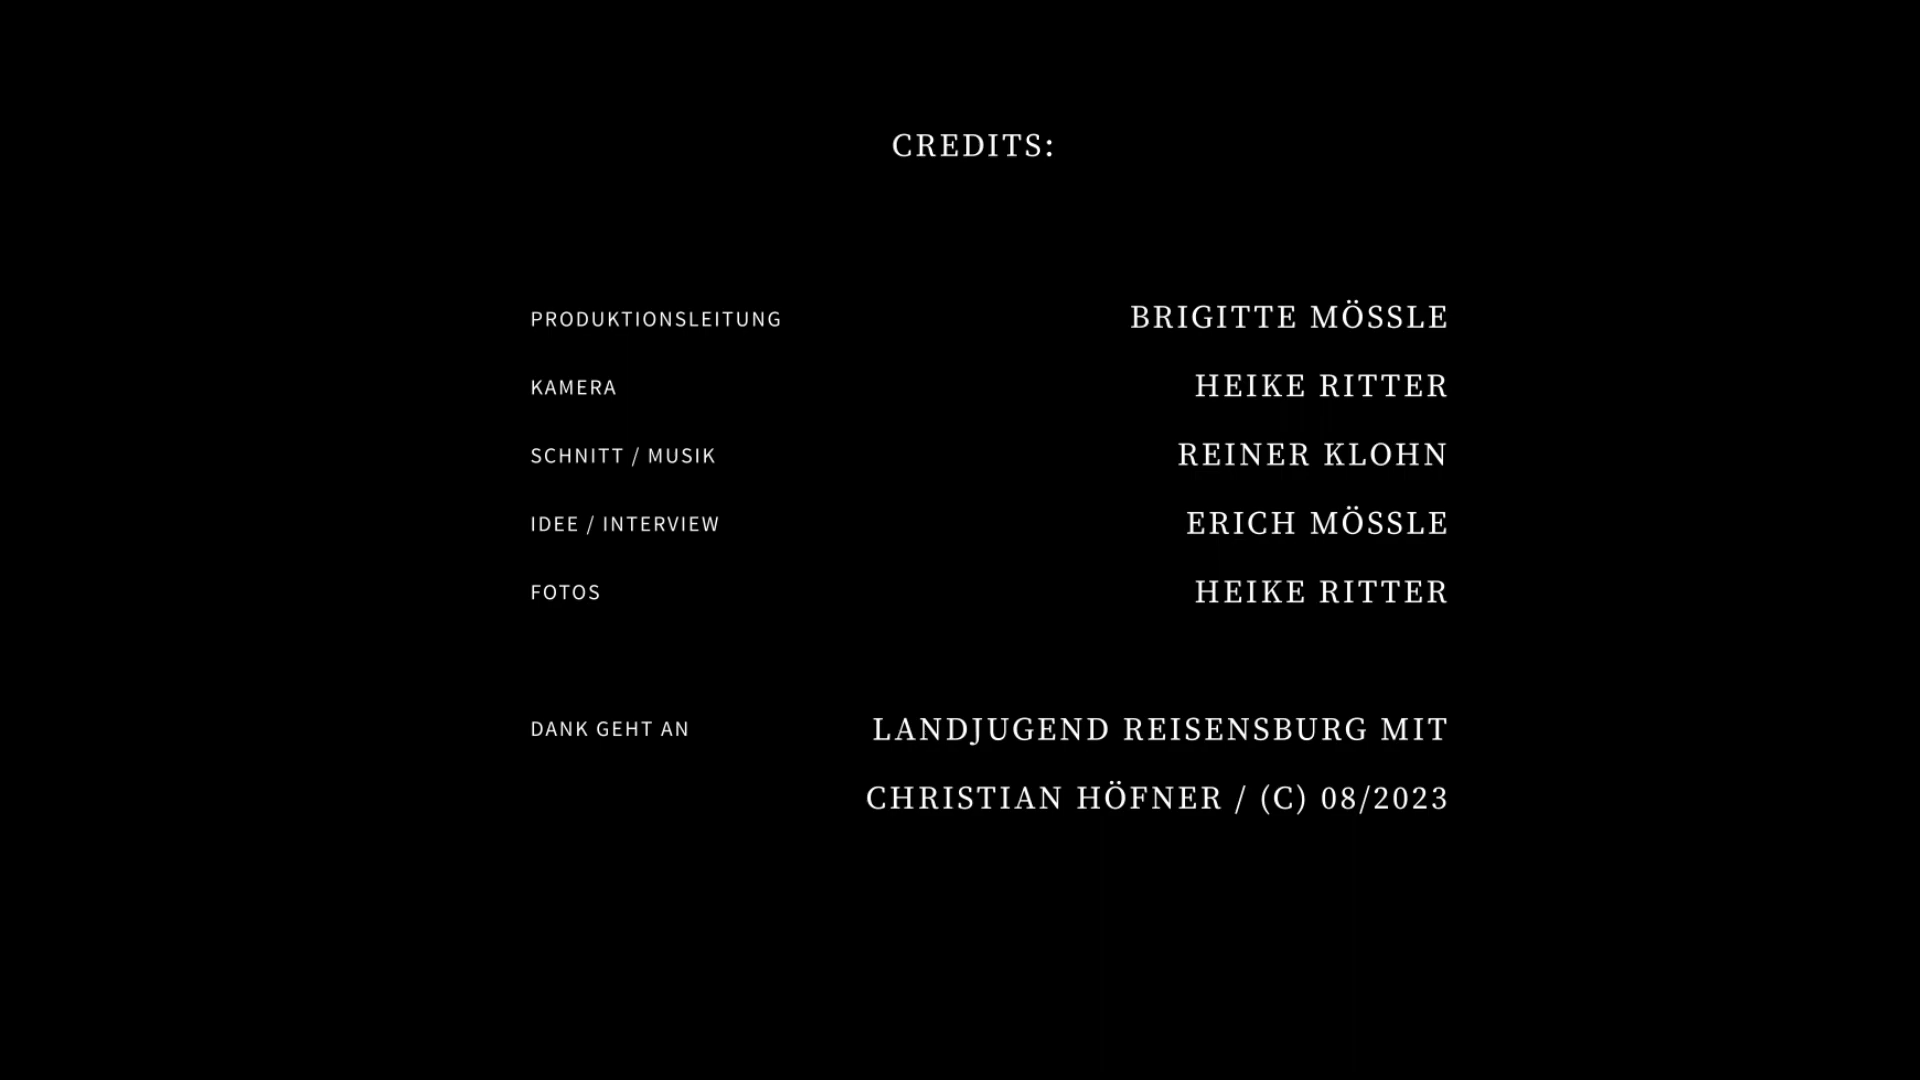 CREDITS:
PRODUKTIONSLEITUNG BRIGITTE MÖSSLE
KAMERA HEIKE RITTER
SCHNITT / MUSIK REINER KLOHN
IDEE / INTERVIEW ERICH MÖSSLE
FOTOS HEIKE RITTER
DANK GEHT AN LANDJUGEND REISENSBURG MIT
CHRISTIAN HÖFNER / (C) 08/2023